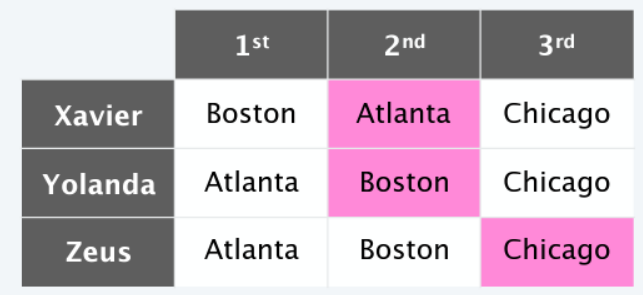 1st 2nd 3rd
Xavier Boston Atlanta Chicago
Yolanda Atlanta Boston Chicago
Zeus Atlanta Boston Chicago